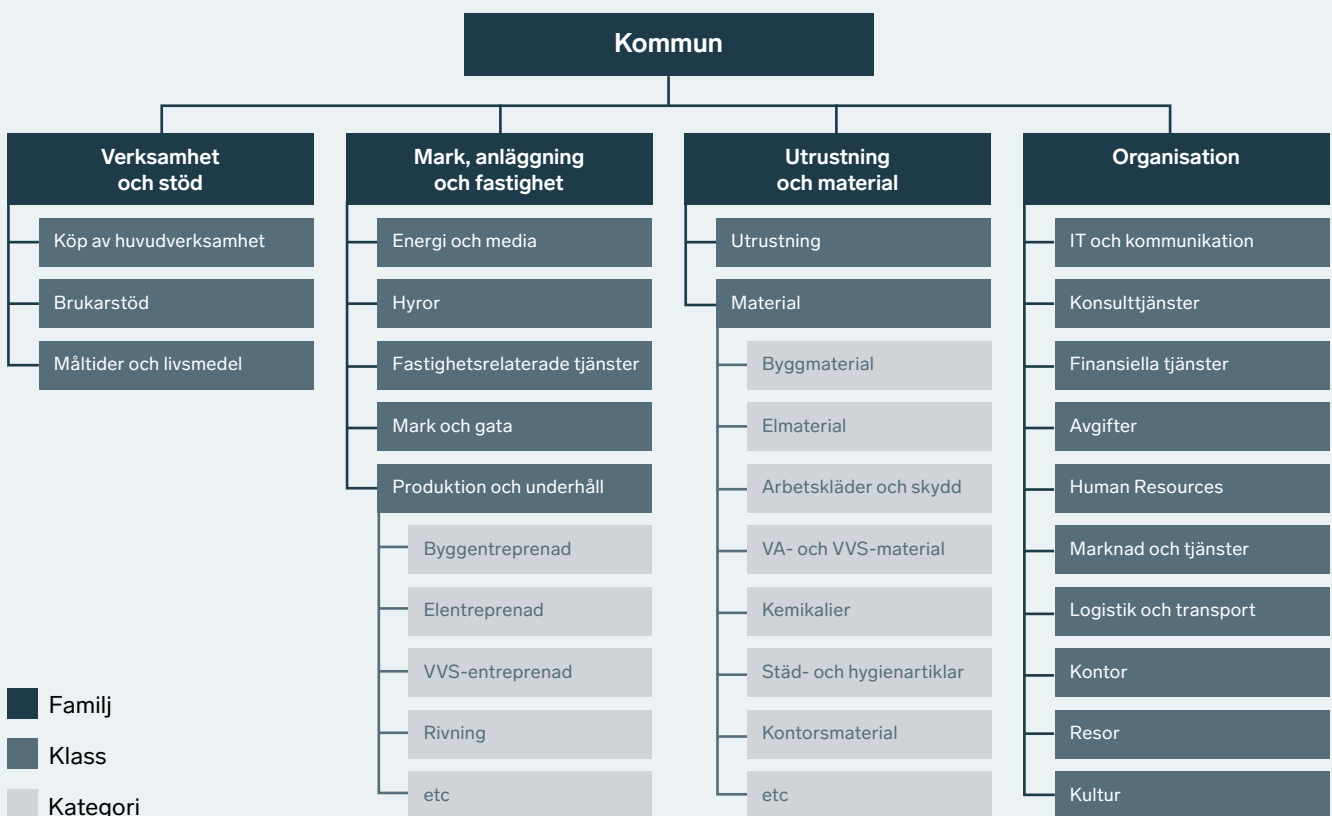 Kommun
Verksamhet
och stöd
Köp av huvudverksamhet
Brukarstöd
Måltider och livsmedel
Mark, anläggning
och fastighet
Energi och media
Hyror
Fastighetsrelaterade tjänster
Mark och gata
Produktion och underhåll
Byggentreprenad
Elentreprenad
VVS-entreprenad
Rivning
etc
Utrustning
och material
Utrustning
Material
Byggmaterial
Elmaterial
Arbetskläder och skydd
VA- och VVS-material
Kemikalier
Städ- och hygienartiklar
Kontorsmaterial
etc
Organisation
IT och kommunikation
Konsulttjänster
Finansiella tjänster
Avgifter
Human Resources
Marknad och tjänster
Logistik och transport
Kontor
Resor
Kultur
Familj
Klass
Kategori